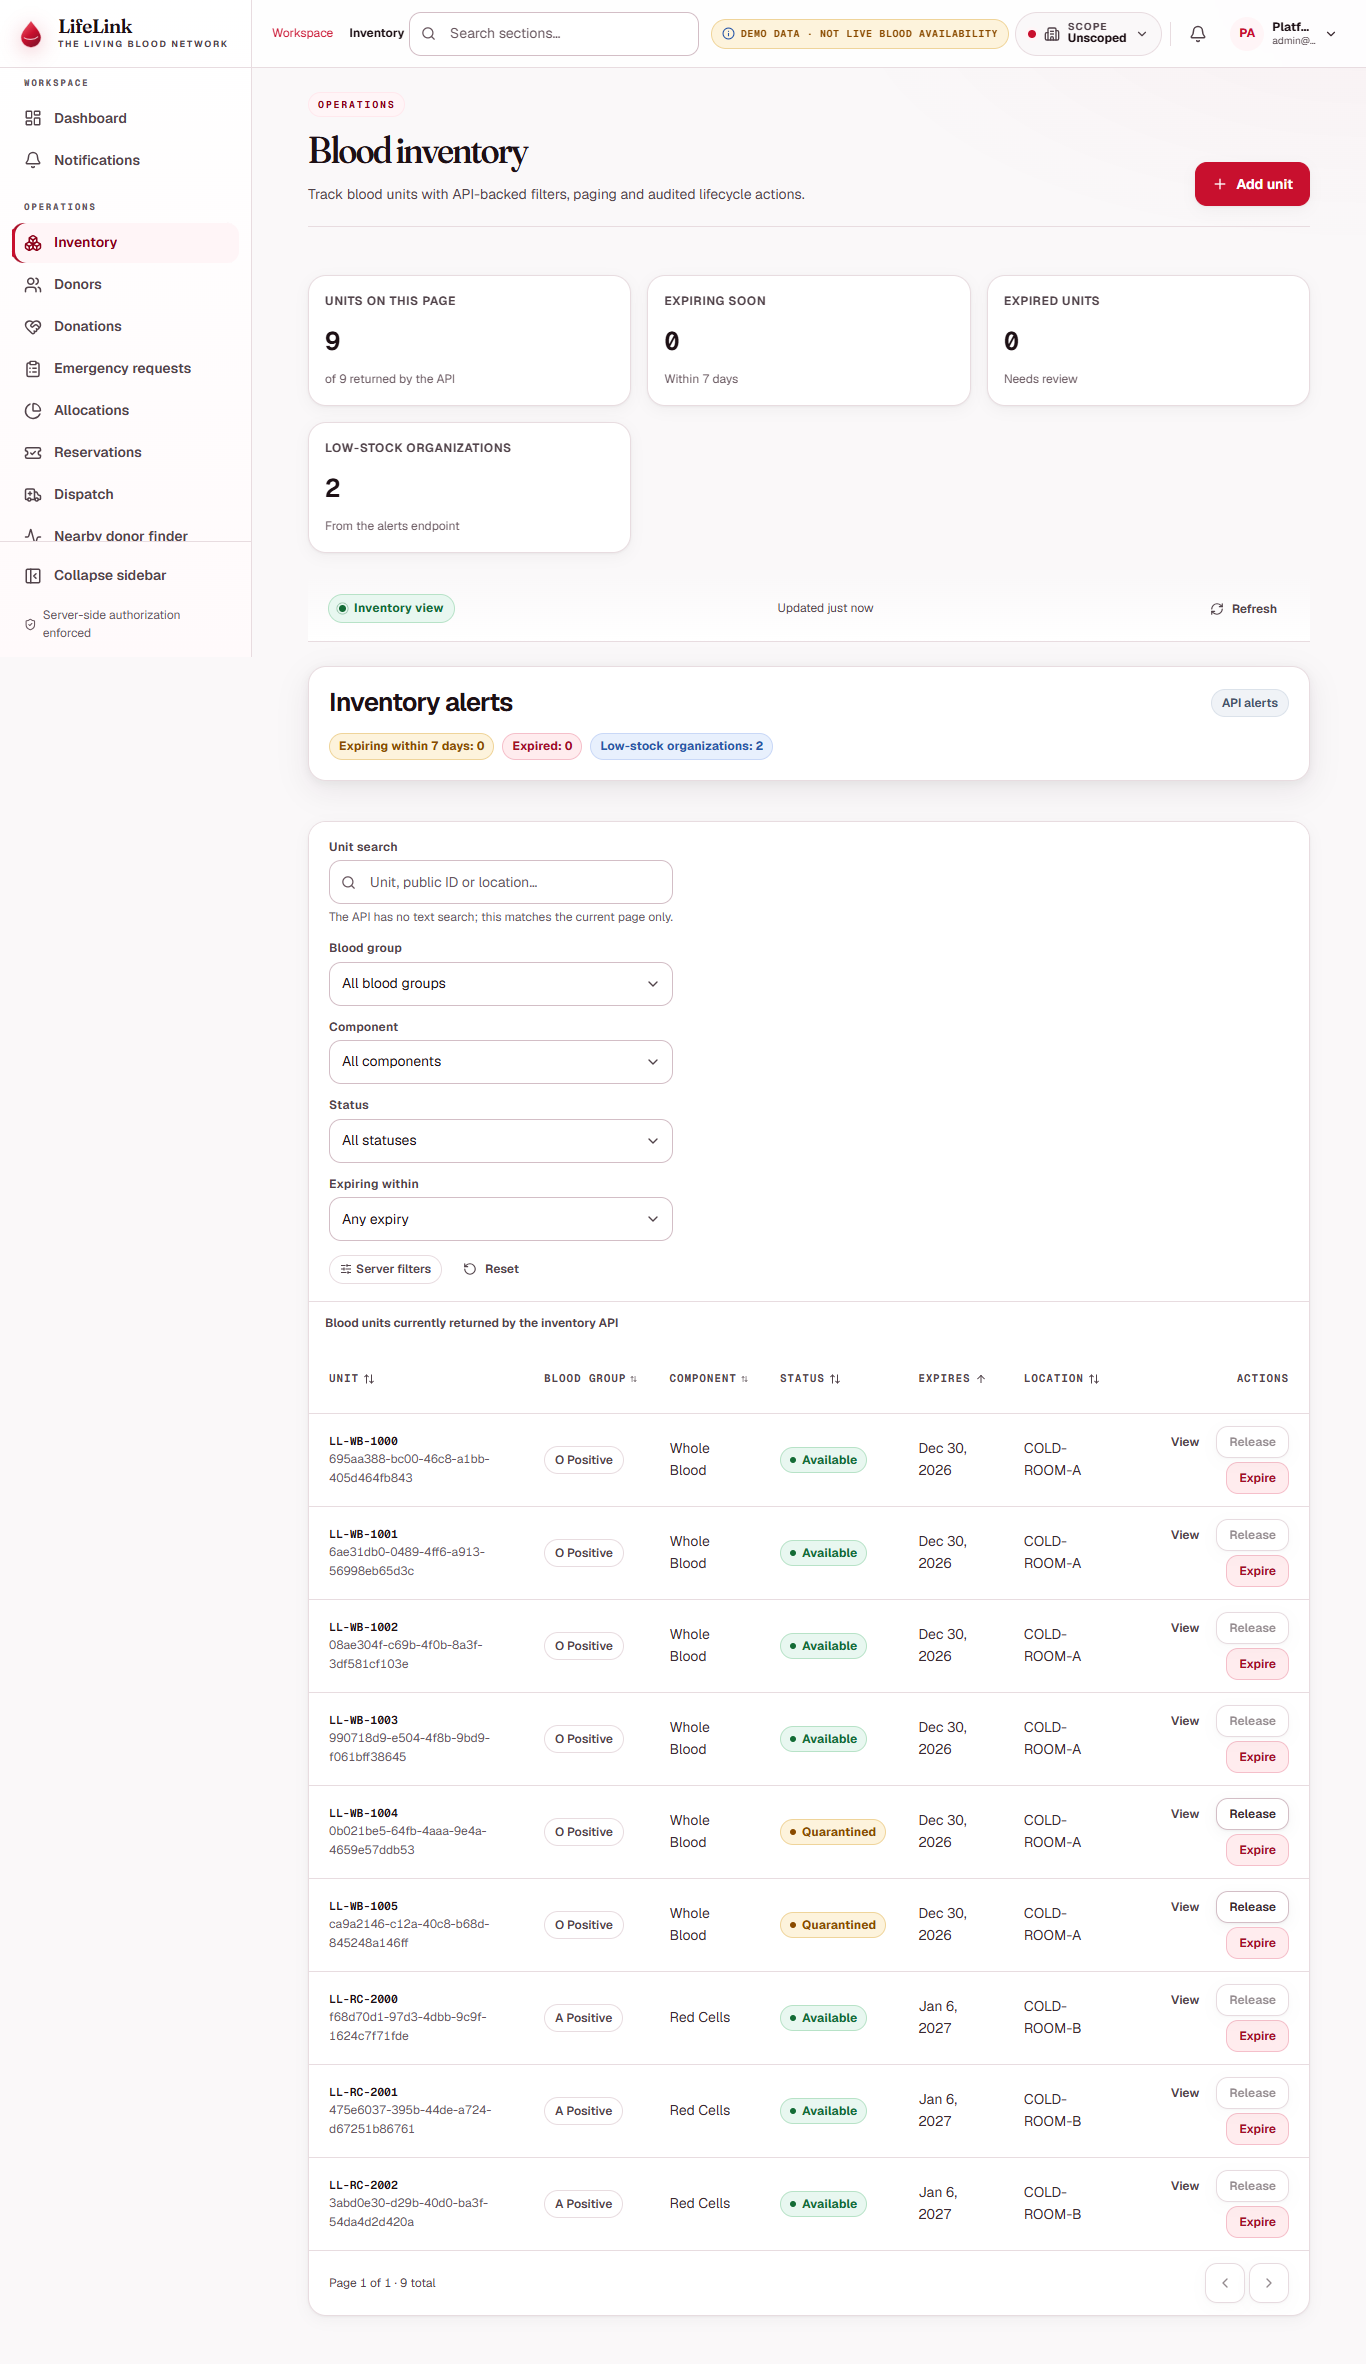 LifeLink
THE LIVING BLOOD NETWORK
Workspace
Inventory
Search sections...
DEMO DATA · NOT LIVE BLOOD AVAILABILITY
SCOPE
Unscoped
PA
Platf...
admin@...
WORKSPACE
Dashboard
Notifications
OPERATIONS
Inventory
Donors
Donations
Emergency requests
Allocations
Reservations
Dispatch
Nearby donor finder
Collapse sidebar
Server-side authorization
enforced
OPERATIONS
Blood inventory
Track blood units with API-backed filters, paging and audited lifecycle actions.
Add unit
UNITS ON THIS PAGE
9
of 9 returned by the API
EXPIRING SOON
0
Within 7 days
EXPIRED UNITS
0
Needs review
LOW-STOCK ORGANIZATIONS
2
From the alerts endpoint
Inventory view
Updated just now
Refresh
Inventory alerts
API alerts
Expiring within 7 days: 0
Expired: 0
Low-stock organizations: 2
Unit search
Unit, public ID or location...
The API has no text search; this matches the current page only.
Blood group
All blood groups
Component
All components
Status
All statuses
Expiring within
Any expiry
Server filters
Reset
Blood units currently returned by the inventory API
UNIT BLOOD GROUP COMPONENT STATUS EXPIRES LOCATION ACTIONS
LL-WB-1000
695aa388-bc00-46c8-a1bb-
405d464fb843
O Positive
Whole
Blood
Available
Dec 30,
2026
COLD-
ROOM-A
View
Release
Expire
LL-WB-1001
6ae31db0-0489-4ff6-a913-
56998eb65d3c
O Positive
Whole
Blood
Available
Dec 30,
2026
COLD-
ROOM-A
View
Release
Expire
LL-WB-1002
08ae304f-c69b-4f0b-8a3f-
3df581cf103e
O Positive
Whole
Blood
Available
Dec 30,
2026
COLD-
ROOM-A
View
Release
Expire
LL-WB-1003
990718d9-e504-4f8b-9bd9-
f061bff38645
O Positive
Whole
Blood
Available
Dec 30,
2026
COLD-
ROOM-A
View
Release
Expire
LL-WB-1004
0b021be5-64fb-4aaa-9e4a-
4659e57ddb53
O Positive
Whole
Blood
Quarantined
Dec 30,
2026
COLD-
ROOM-A
View
Release
Expire
LL-WB-1005
ca9a2146-c12a-40c8-b68d-
845248a146ff
O Positive
Whole
Blood
Quarantined
Dec 30,
2026
COLD-
ROOM-A
View
Release
Expire
LL-RC-2000
f68d70d1-97d3-4dbb-9c9f-
1624c7f71fde
A Positive
Red Cells
Available
Jan 6,
2027
COLD-
ROOM-B
View
Release
Expire
LL-RC-2001
475e6037-395b-44de-a724-
d67251b86761
A Positive
Red Cells
Available
Jan 6,
2027
COLD-
ROOM-B
View
Release
Expire
LL-RC-2002
3abd0e30-d29b-40d0-ba3f-
54da4d2d420a
A Positive
Red Cells
Available
Jan 6,
2027
COLD-
ROOM-B
View
Release
Expire
Page 1 of 1 · 9 total